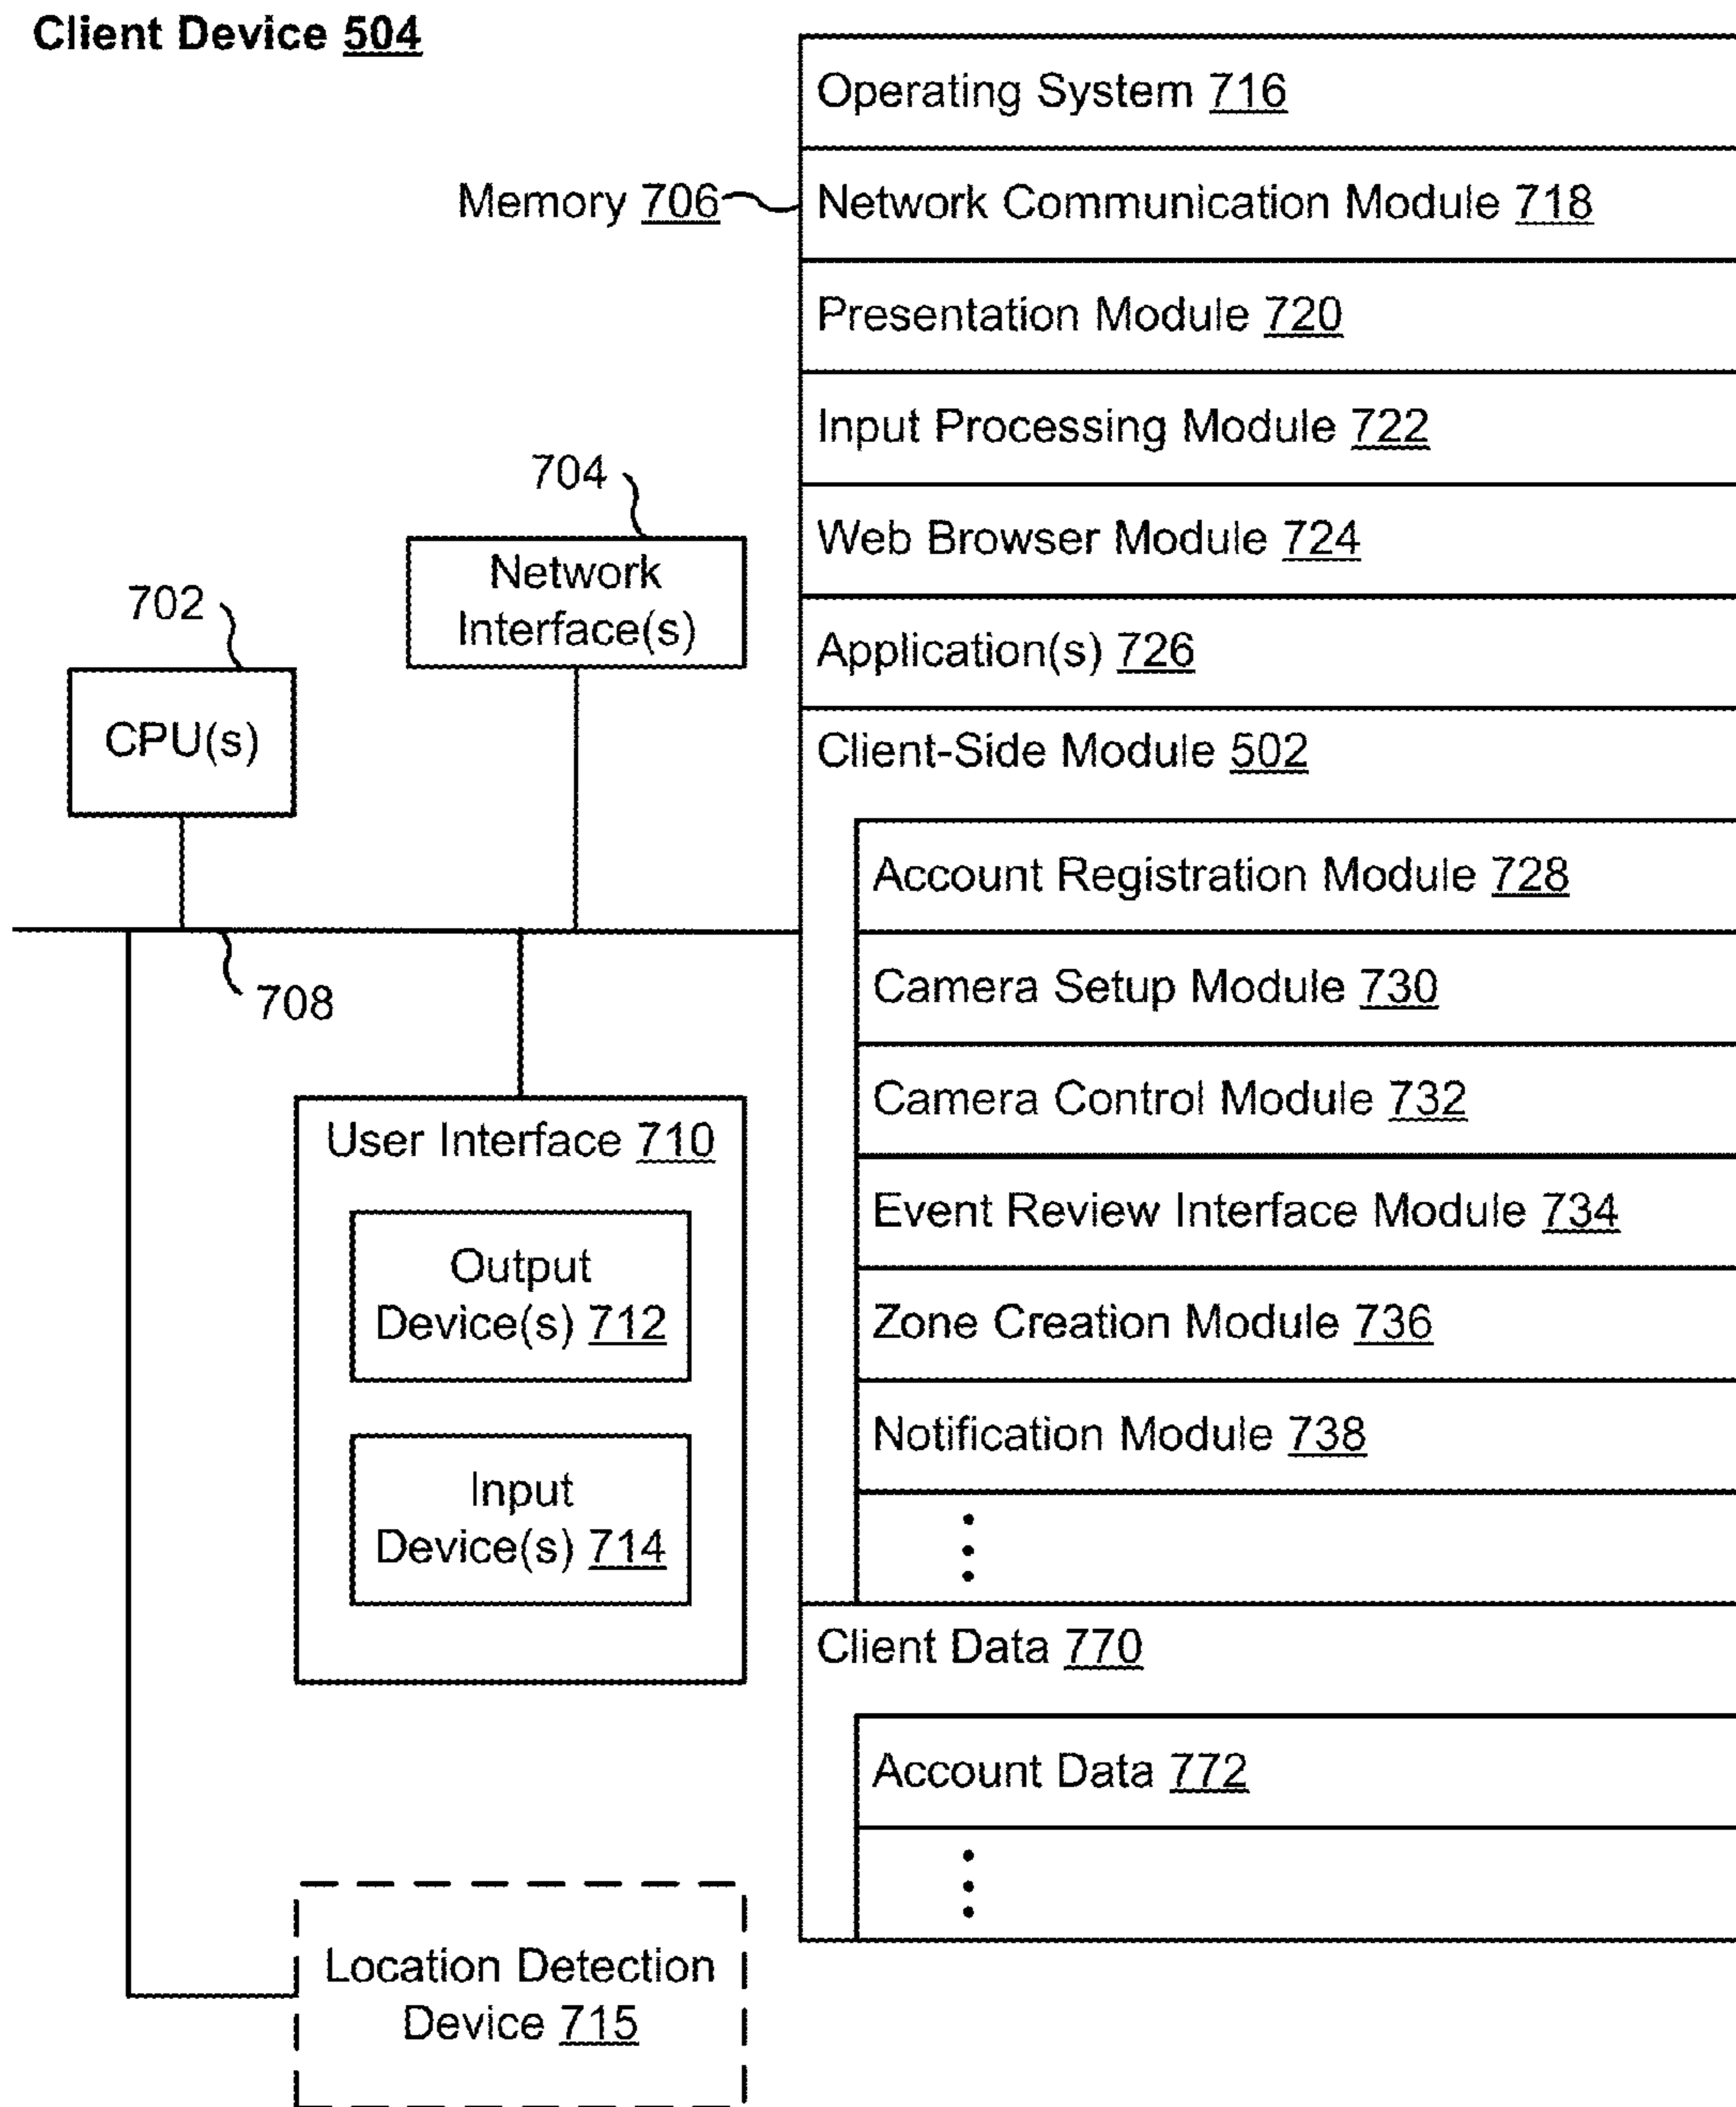 Client Device 504
Operating System 716
Memory 706
Network Communication Module 718
Presentation Module 720
Input Processing Module 722
704
Network
Interface(s)
Web Browser Module 724
702
CPU(s)
Application(s) 726
Client-Side Module 502
Account Registration Module 728
708
Camera Setup Module 730
Camera Control Module 732
User Interface 710
Output
Device(s) 712
Input
Device(s) 714
Event Review Interface Module 734
Zone Creation Module 736
Notification Module 738
Client Data 770
Account Data 772
Location Detection
Device 715